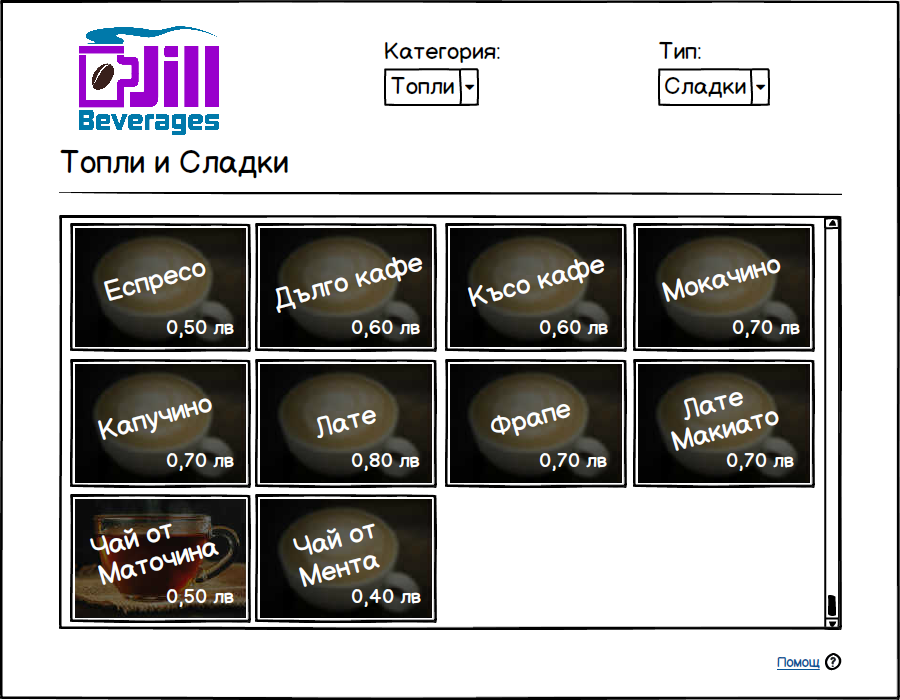 Jill
Beverages
Категория:
Топли
Тип:
Сладки
Топли и Сладки
Еспресо
0,50 лв
Дълго кафе
0,60 лв
Късо кафе
0,60 лв
Мокачино
0,70 лв
Капучино
0,70 лв
Лате
0,80 лв
Фрапе
0,70 лв
Лате
Макиато
0,70 лв
Чай от
Маточина
0,50 лв
Чай от
Мента
0,40 лв
Помощ ?